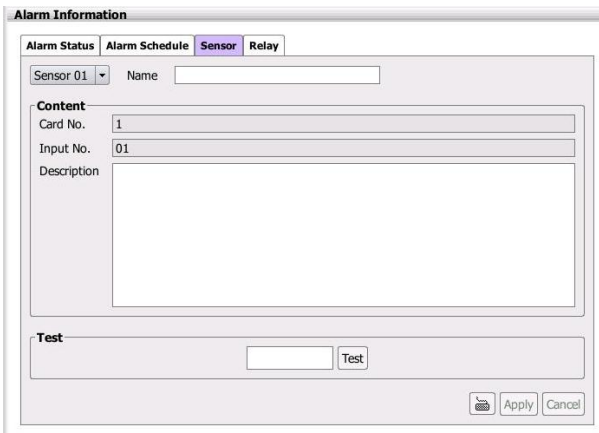 Alarm Information
Alarm Status Alarm Schedule Sensor Relay
Sensor 01 Name
Content
Card No. 1
Input No. 01
Description
Test
Test
Apply Cancel